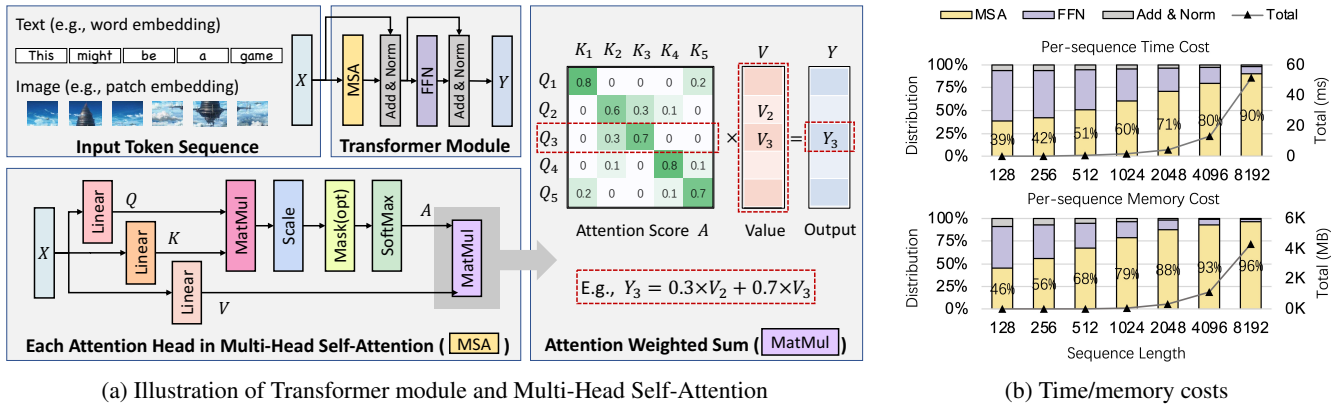 Text (e.g., word embedding)
This might be a game
Image (e.g., patch embedding)
Input Token Sequence
X MSA Add & Norm FFN Add & Norm Y
Transformer Module
X Linear Q
Linear K
Linear V
MatMul Scale Mask(opt) SoftMax A MatMul
Each Attention Head in Multi-Head Self-Attention ( MSA )
K₁ K₂ K₃ K₄ K₅ V Y
Q₁ 0.8 0 0 0 0.2
Q₂ 0 0.6 0.3 0.1 0 V₂
Q₃ 0 0.3 0.7 0 0 × V₃ = Y₃
Q₄ 0 0.1 0 0.8 0.1
Q₅ 0.2 0 0 0.1 0.7
Attention Score A Value Output
E.g., Y₃ = 0.3×V₂ + 0.7×V₃
Attention Weighted Sum ( MatMul )
(a) Illustration of Transformer module and Multi-Head Self-Attention
MSA FFN Add & Norm Total
Per-sequence Time Cost
Distribution
100%
75%
50%
25%
0%
39% 42% 51% 60% 71% 80% 90%
60
40
20
0
Total (ms)
128 256 512 1024 2048 4096 8192
Per-sequence Memory Cost
Distribution
100%
75%
50%
25%
0%
46% 56% 68% 79% 88% 93% 96%
6K
4K
2K
0K
Total (MB)
128 256 512 1024 2048 4096 8192
Sequence Length
(b) Time/memory costs